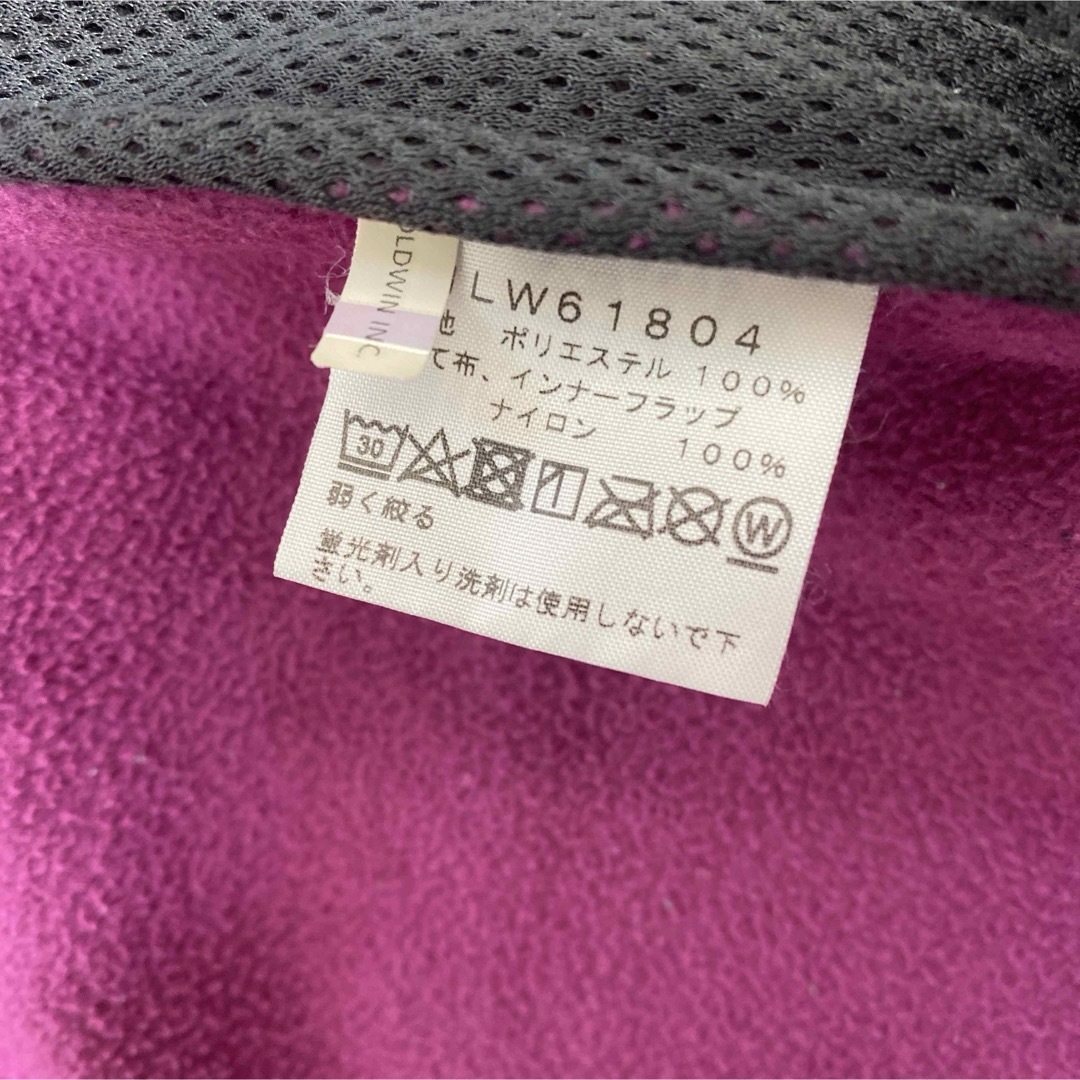 OLDWIN INC
LW61804
地 ポリエステル 100%
て布、インナーフラップ
ナイロン 100%
30
W
弱く絞る
蛍光剤入り洗剤は使用しないで下
さい。